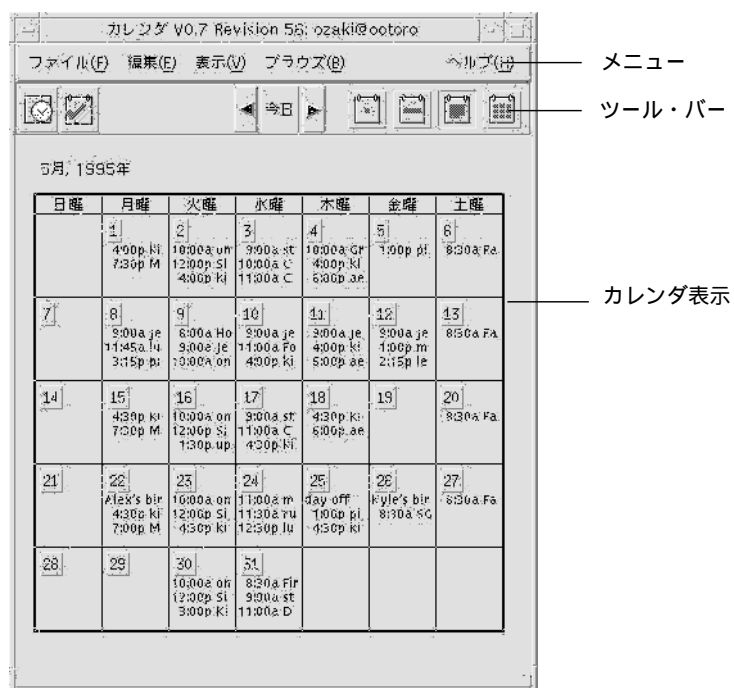 カレンダ V0.7 Revision 56: ozaki@ootoro
ファイル(F) 編集(E) 表示(V) ブラウズ(B) ヘルプ(H)
メニュー
今日
ツール・バー
5月, 1995年
日曜 月曜 火曜 水曜 木曜 金曜 土曜
1 2 3 4 5 6
4:00p ki 10:00a on 9:00a st 10:00a Gr 1:00p pi 8:30a Fa
7:30p M 12:00p Si 10:00a C 4:00p ki
4:00p ki 11:00a C 6:00p ae
カレンダ表示
7 8 9 10 11 12 13
9:00a je 8:00a Ho 9:00a je 9:00a je 9:00a je 8:30a Fa
11:45a lu 9:00a je 11:00a Fo 4:00p ki 1:00p m
3:15p pi 10:00a on 4:00p ki 5:00p ae 2:15p le
14 15 16 17 18 19 20
4:30p ki 10:00a on 9:00a st 4:30p ki 8:30a Fa
7:30p M 12:00p Si 11:00a C 6:00p ae
1:30p up 4:30p ki
21 22 23 24 25 26 27
Alex's bir 10:00a on 11:00a m day off Kyle's bir 8:30a Fa
4:30p ki 12:00p Si 11:30a ru 1:00p pi 8:30a SG
7:00p M 4:30p ki 12:30p lu 4:30p ki
28 29 30 31
10:00a on 8:30a Fir
12:00p Si 9:00a st
3:00p Ki 11:00a D